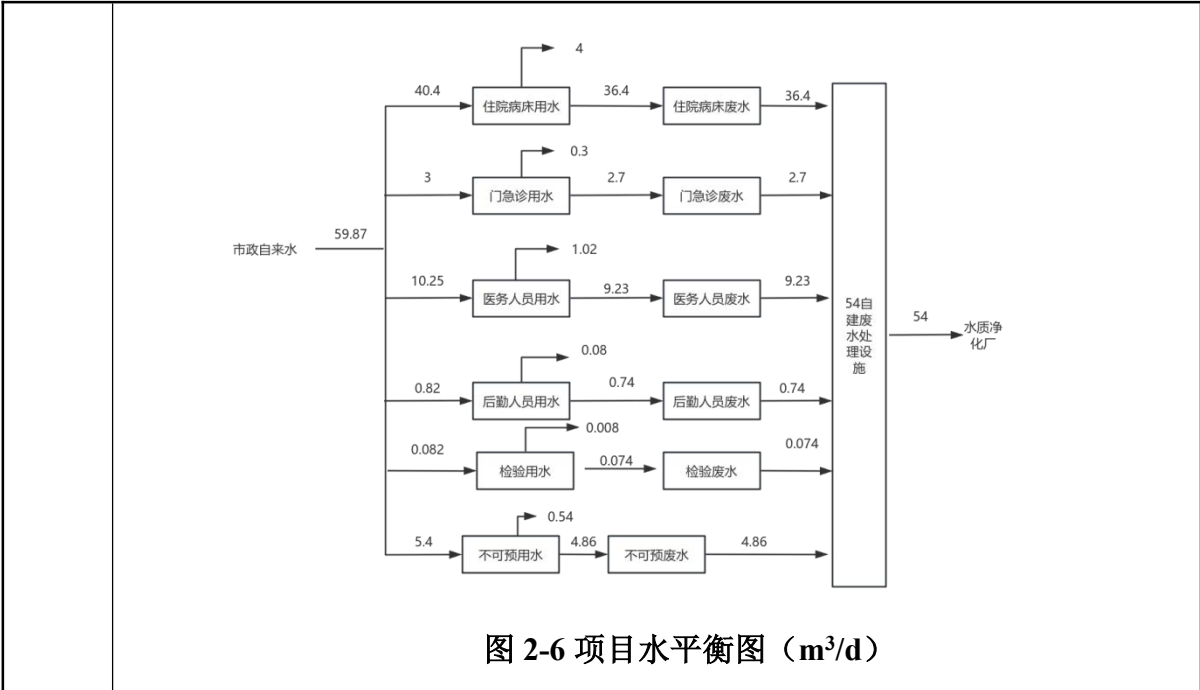 4
40.4
住院病床用水
36.4
住院病床废水
36.4
0.3
3
门急诊用水
2.7
门急诊废水
2.7
市政自来水
59.87
1.02
10.25
医务人员用水
9.23
医务人员废水
9.23
54自
建废
水处
理设
施
54
水质净
化厂
0.08
0.82
后勤人员用水
0.74
后勤人员废水
0.74
0.008
0.082
检验用水
0.074
检验废水
0.074
0.54
5.4
不可预用水
4.86
不可预废水
4.86
图 2-6 项目水平衡图（m³/d）